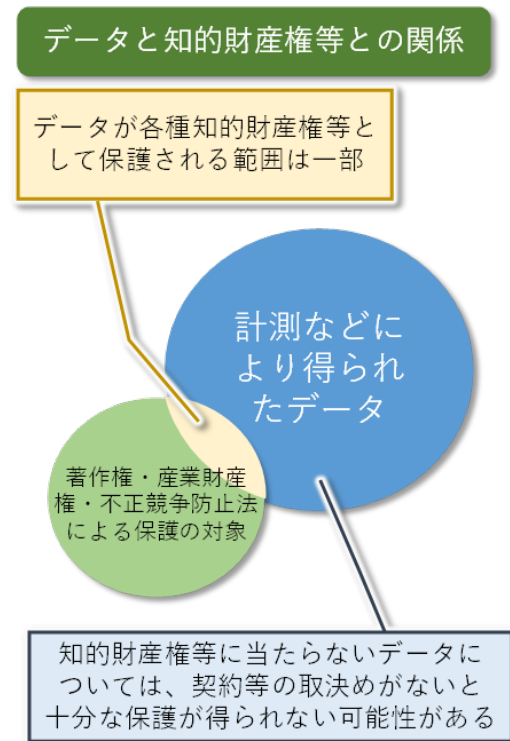 データと知的財産権等との関係
データが各種知的財産権等と
して保護される範囲は一部
計測などに
より得られ
たデータ
著作権・産業財産
権・不正競争防止法
による保護の対象
知的財産権等に当たらないデータに
ついては、契約等の取決めがないと
十分な保護が得られない可能性がある